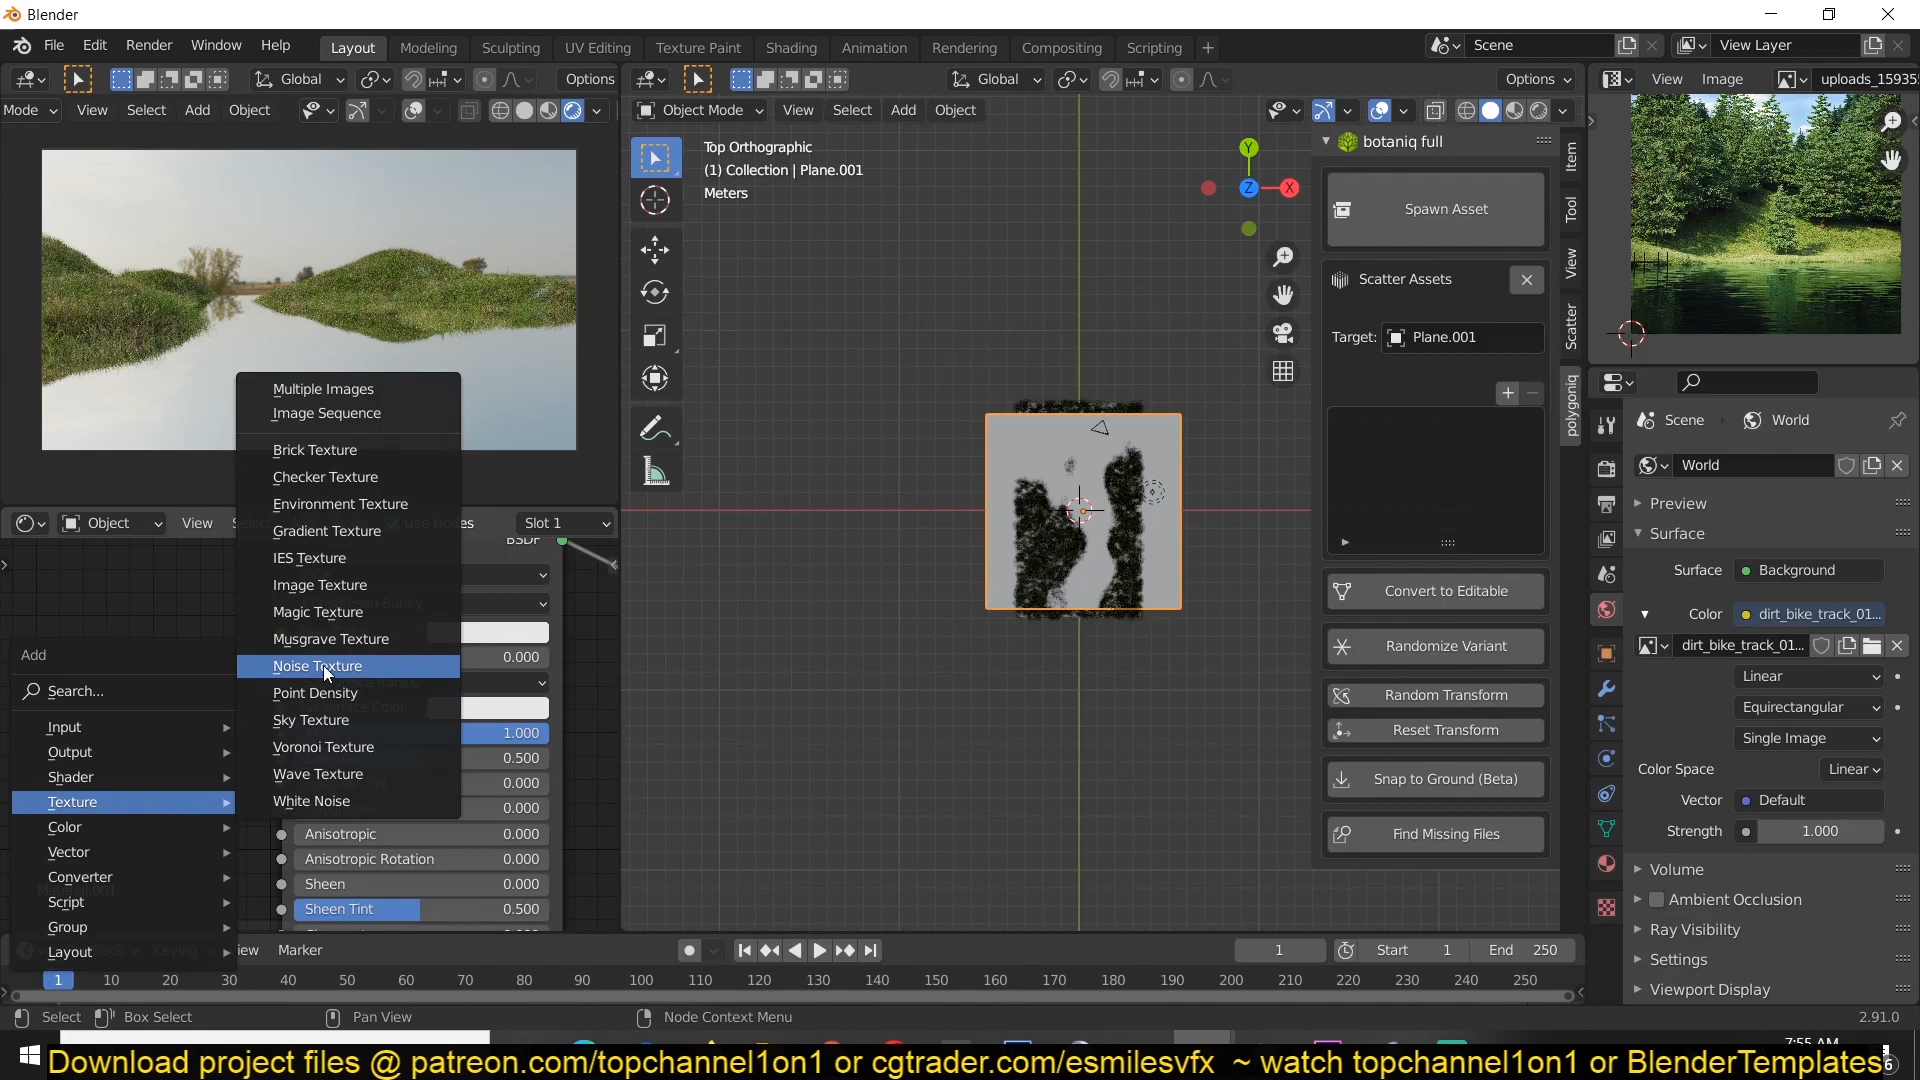 Blender
File Edit Render Window Help Layout Modeling Sculpting UV Editing Texture Paint Shading Animation Rendering Compositing Scripting + Scene View Layer
Global Options Global Options View Image uploads_15935
Mode View Select Add Object Object Mode View Select Add Object
Top Orthographic
(1) Collection | Plane.001
Meters
Y
Z
X
botaniq full
Spawn Asset
Scatter Assets
Target: Plane.001
Convert to Editable
Randomize Variant
Random Transform
Reset Transform
Snap to Ground (Beta)
Find Missing Files
Item
Tool
View
Scatter
polygoniq
Scene World
World
Preview
Surface
Surface Background
Color dirt_bike_track_01...
dirt_bike_track_01...
Linear
Equirectangular
Single Image
Color Space Linear
Vector Default
Strength 1.000
Volume
Ambient Occlusion
Ray Visibility
Settings
Viewport Display
Object View Use Nodes Slot 1
BSDF
Multiple Images
Image Sequence
Brick Texture
Checker Texture
Environment Texture
Gradient Texture
IES Texture
Image Texture
Magic Texture
Musgrave Texture
Noise Texture
Point Density
Sky Texture
Voronoi Texture
Wave Texture
White Noise
Add
Search...
Input
Output
Shader
Texture
Color
Vector
Converter
Script
Group
Layout
0.000
1.000
0.500
0.000
0.000
Anisotropic 0.000
Anisotropic Rotation 0.000
Sheen 0.000
Sheen Tint 0.500
Keying iew Marker 1 Start 1 End 250
1 10 20 30 40 50 60 70 80 90 100 110 120 130 140 150 160 170 180 190 200 210 220 230 240 250
Select Box Select Pan View Node Context Menu 2.91.0
7:55 AM
Download project files @ patreon.com/topchannel1on1 or cgtrader.com/esmilesvfx ~ watch topchannel1on1 or BlenderTemplates